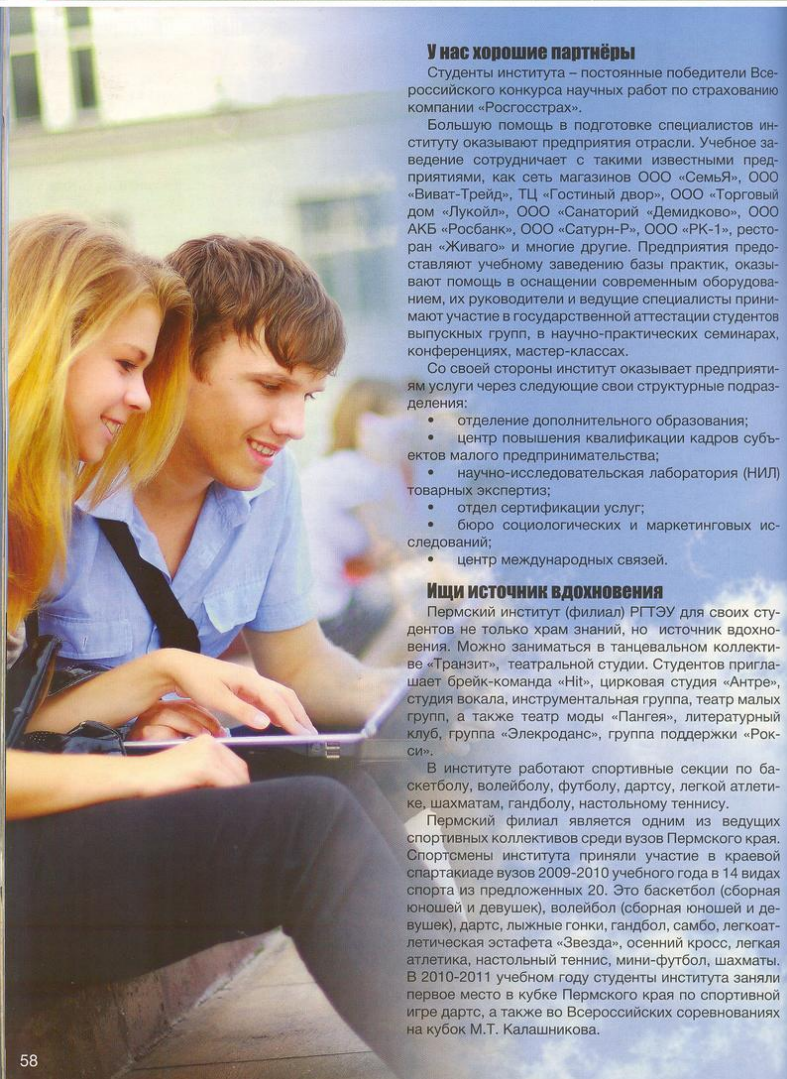 У нас хорошие партнёры
Студенты института – постоянные победители Все-
российского конкурса научных работ по страхованию
компании «Росгосстрах».
Большую помощь в подготовке специалистов ин-
ституту оказывают предприятия отрасли. Учебное за-
ведение сотрудничает с такими известными пред-
приятиями, как сеть магазинов ООО «СемьЯ», ООО
«Виват-Трейд», ТЦ «Гостиный двор», ООО «Торговый
дом «Лукойл», ООО «Санаторий «Демидково», ООО
АКБ «Росбанк», ООО «Сатурн-Р», ООО «РК-1», ресто-
ран «Живаго» и многие другие. Предприятия предо-
ставляют учебному заведению базы практик, оказы-
вают помощь в оснащении современным оборудова-
нием, их руководители и ведущие специалисты прини-
мают участие в государственной аттестации студентов
выпускных групп, в научно-практических семинарах,
конференциях, мастер-классах.
Со своей стороны институт оказывает предприяти-
ям услуги через следующие свои структурные подраз-
деления:
• отделение дополнительного образования;
• центр повышения квалификации кадров субъ-
ектов малого предпринимательства;
• научно-исследовательская лаборатория (НИЛ)
товарных экспертиз;
• отдел сертификации услуг;
• бюро социологических и маркетинговых ис-
следований;
• центр международных связей.
Ищи источник вдохновения
Пермский институт (филиал) РГТЭУ для своих сту-
дентов не только храм знаний, но источник вдохно-
вения. Можно заниматься в танцевальном коллекти-
ве «Транзит», театральной студии. Студентов пригла-
шает брейк-команда «Hit», цирковая студия «Антре»,
студия вокала, инструментальная группа, театр малых
групп, а также театр моды «Пангея», литературный
клуб, группа «Элекроданс», группа поддержки «Рок-
си».
В институте работают спортивные секции по ба-
скетболу, волейболу, футболу, дартсу, легкой атлети-
ке, шахматам, гандболу, настольному теннису.
Пермский филиал является одним из ведущих
спортивных коллективов среди вузов Пермского края.
Спортсмены института приняли участие в краевой
спартакиаде вузов 2009-2010 учебного года в 14 видах
спорта из предложенных 20. Это баскетбол (сборная
юношей и девушек), волейбол (сборная юношей и де-
вушек), дартс, лыжные гонки, гандбол, самбо, легкоат-
летическая эстафета «Звезда», осенний кросс, легкая
атлетика, настольный теннис, мини-футбол, шахматы.
В 2010-2011 учебном году студенты института заняли
первое место в кубке Пермского края по спортивной
игре дартс, а также во Всероссийских соревнованиях
на кубок М.Т. Калашникова.
58